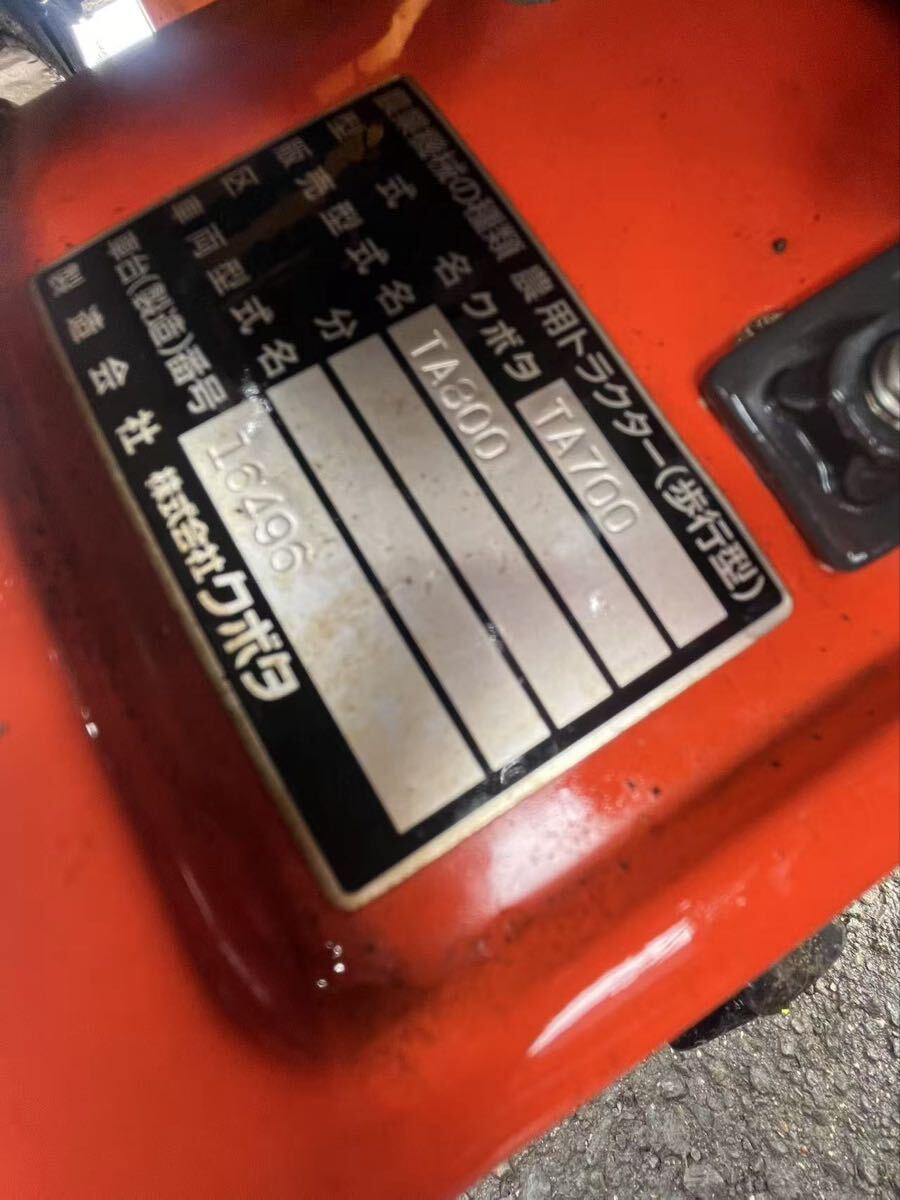 農業機械の種類 農用トラクター(歩行型)
型式名 クボタ TA700
販売型式名 TA800
区分
車両型式名
車台(製造)番号 16496
製造会社 株式会社クボタ